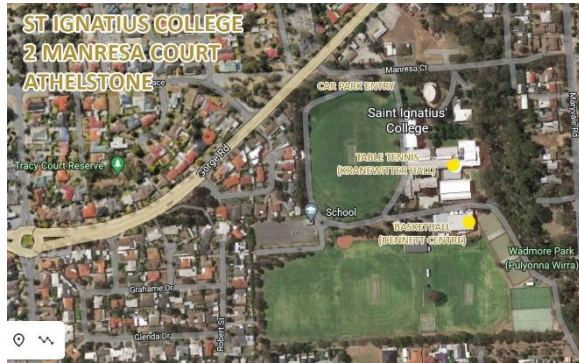 ST IGNATIUS COLLEGE
2 MANRESA COURT
ATHELSTONE
Manresa Ct
CAR PARK ENTRY
Maryvale Rd
Saint Ignatius'
College
Tracy Court Reserve
Gorge Rd
TABLE TENNIS
(KRANEWITTER HALL)
School
BASKETBALL
(DENNETT CENTRE)
Wadmore Park
(Pulyonna Wirra)
Grahame Dr
Robert St
Glenda Dr